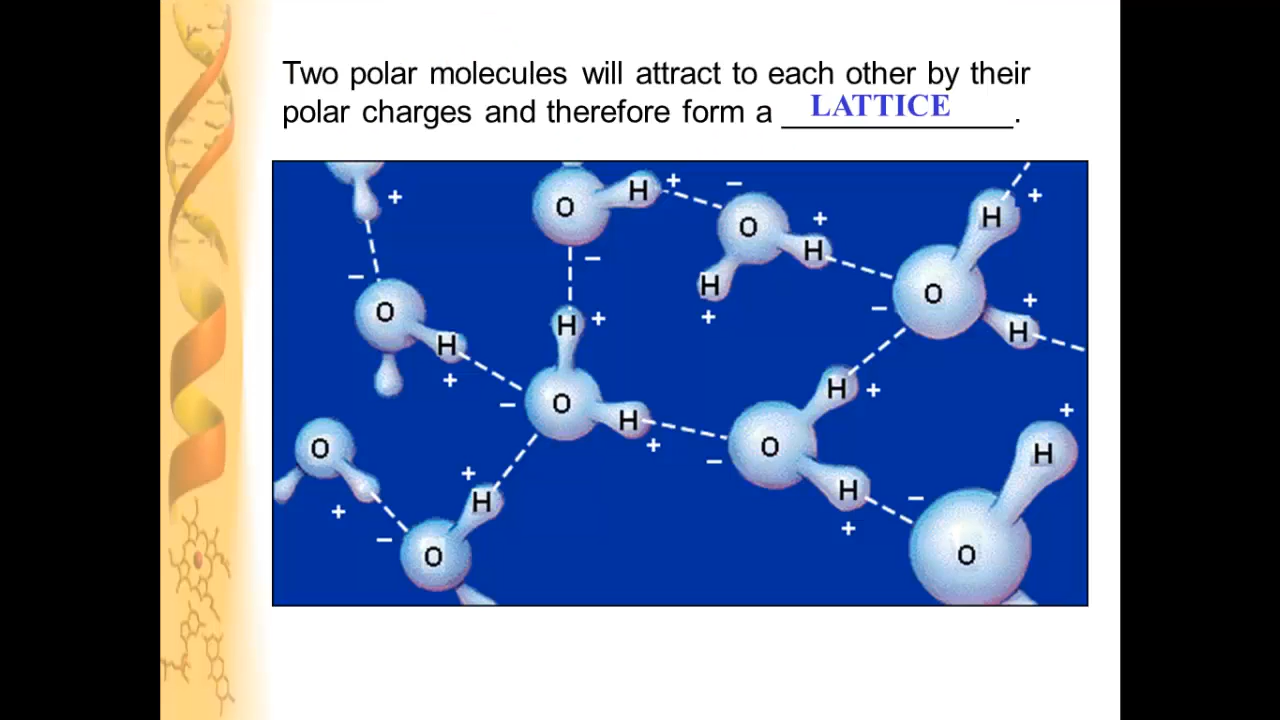 Two polar molecules will attract to each other by their
polar charges and therefore form a LATTICE.
+
O H + −
O H +
H +
H +
− O H +
−
O H +
−
H +
O H +
−
− O H +
H +
O H +
−
O
+
H +
− O
−
H +
O